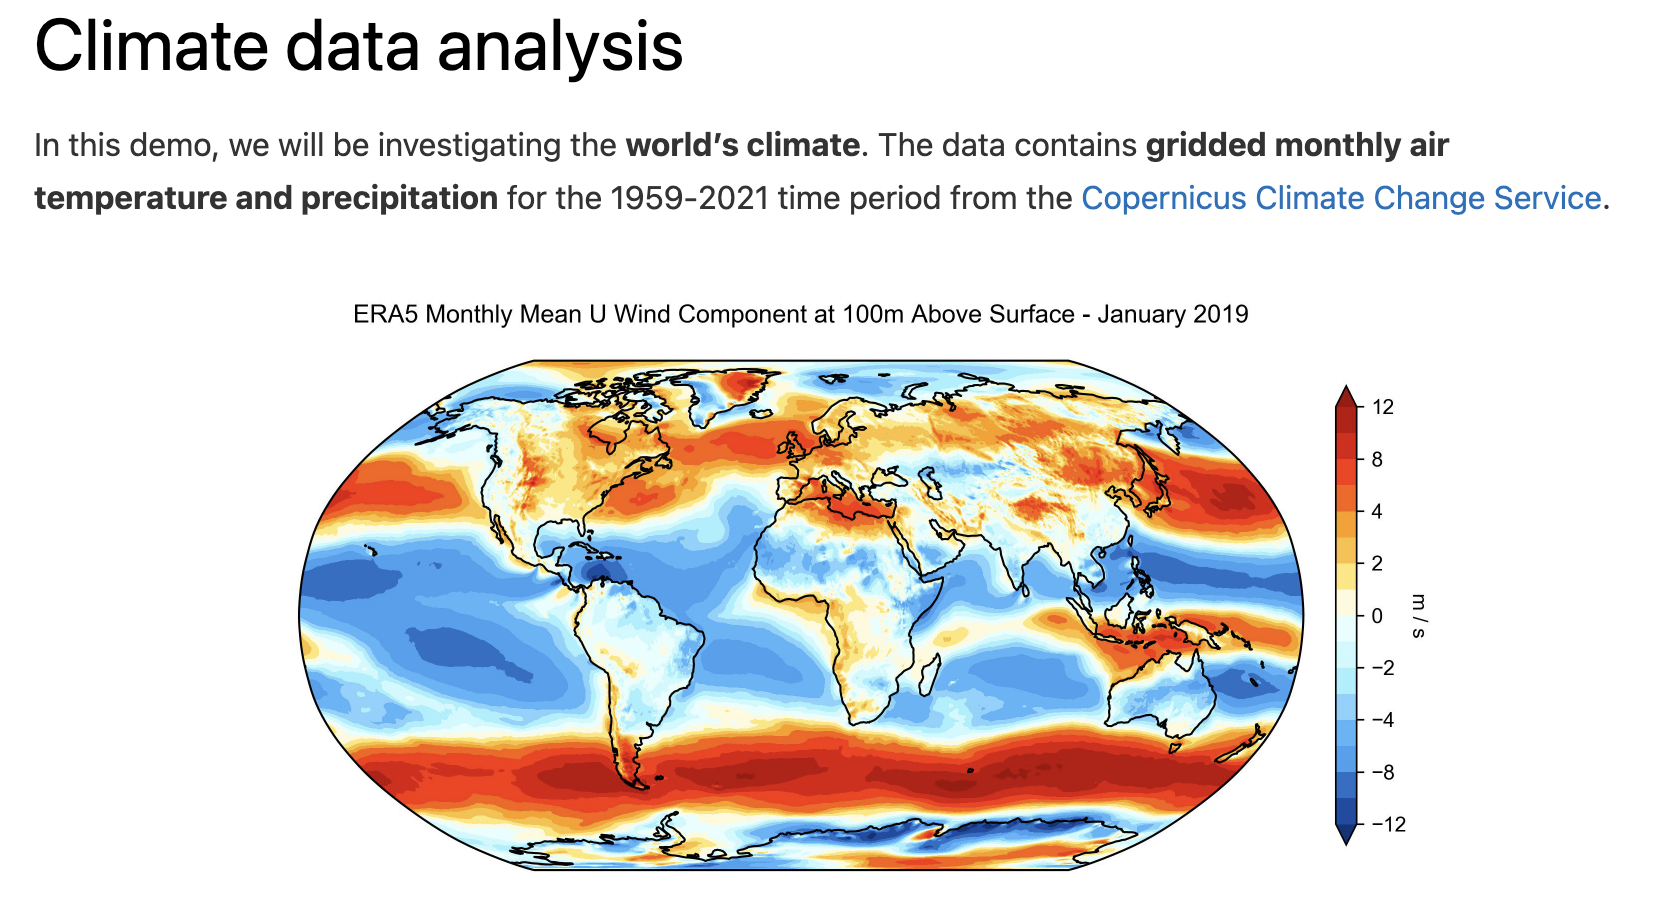 Climate data analysis
In this demo, we will be investigating the world’s climate. The data contains gridded monthly air
temperature and precipitation for the 1959-2021 time period from the Copernicus Climate Change Service.
ERA5 Monthly Mean U Wind Component at 100m Above Surface - January 2019
12
8
4
2
0
−2
−4
−8
−12
m / s